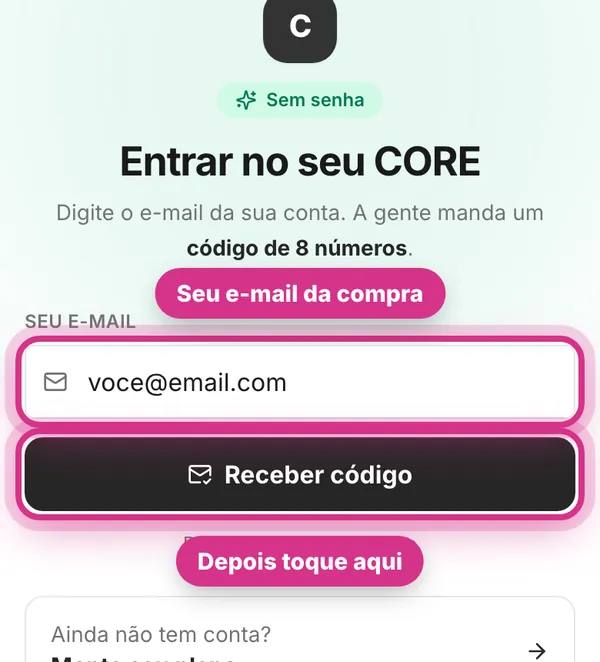 C
Sem senha
Entrar no seu CORE
Digite o e-mail da sua conta. A gente manda um
código de 8 números.
Seu e-mail da compra
SEU E-MAIL
voce@email.com
Receber código
Depois toque aqui
Ainda não tem conta?